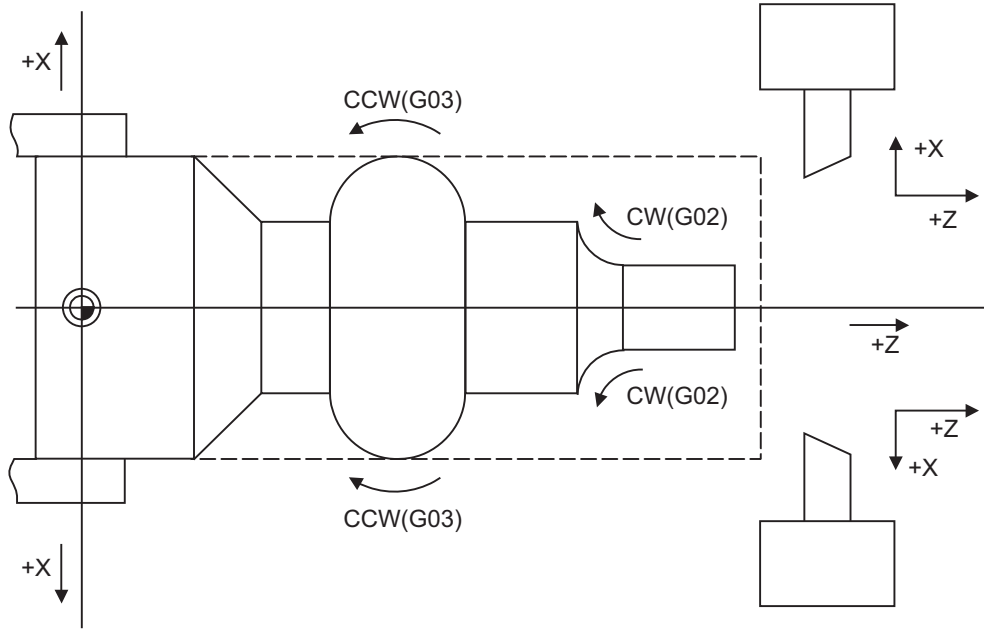 +X
CCW(G03)
+X
CW(G02)
+Z
+Z
CW(G02)
+Z
+X
CCW(G03)
+X